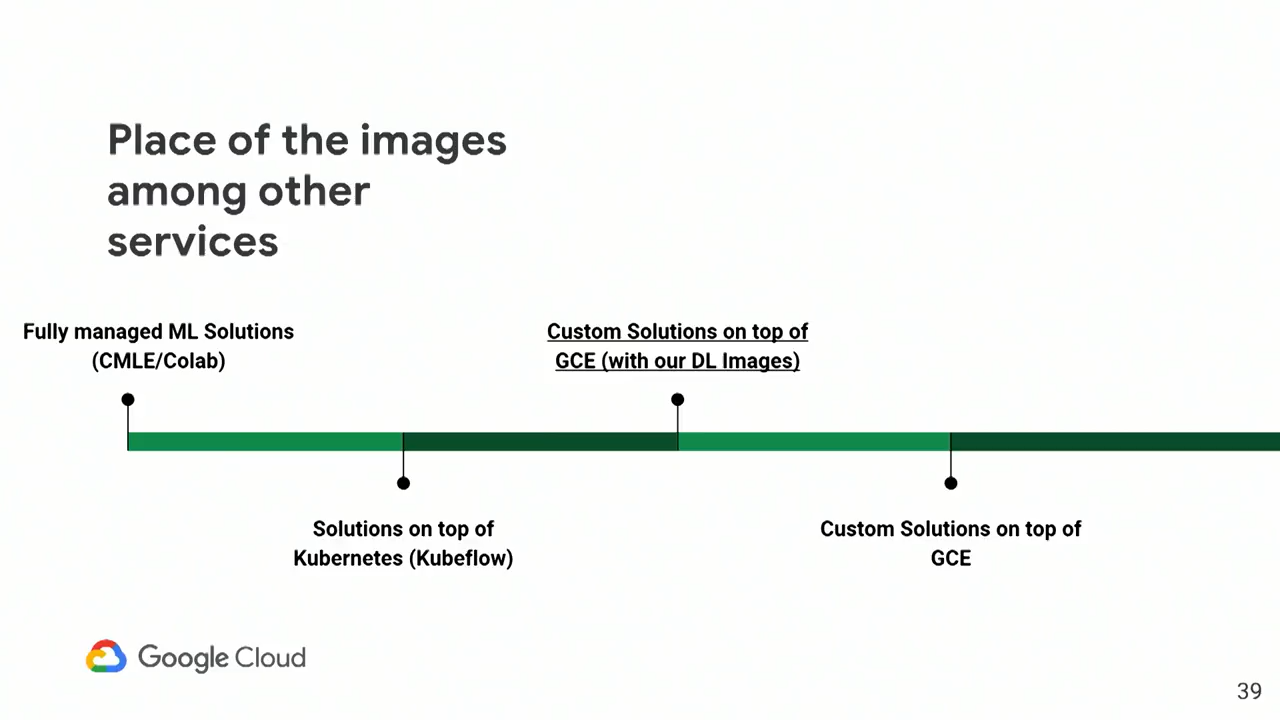 Place of the images
among other
services
Fully managed ML Solutions
(CMLE/Colab)
Custom Solutions on top of
GCE (with our DL Images)
Solutions on top of
Kubernetes (Kubeflow)
Custom Solutions on top of
GCE
Google Cloud
39